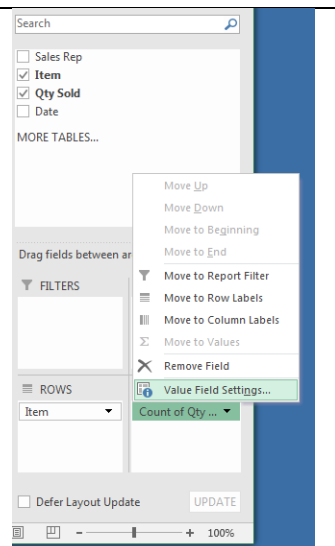 Search
Sales Rep
Item
Qty Sold
Date
MORE TABLES...
Move Up
Move Down
Move to Beginning
Move to End
Move to Report Filter
Move to Row Labels
Move to Column Labels
Σ Move to Values
Remove Field
Value Field Settings...
Drag fields between ar
FILTERS
ROWS
Item
Count of Qty ...
Defer Layout Update
UPDATE
- + 100%